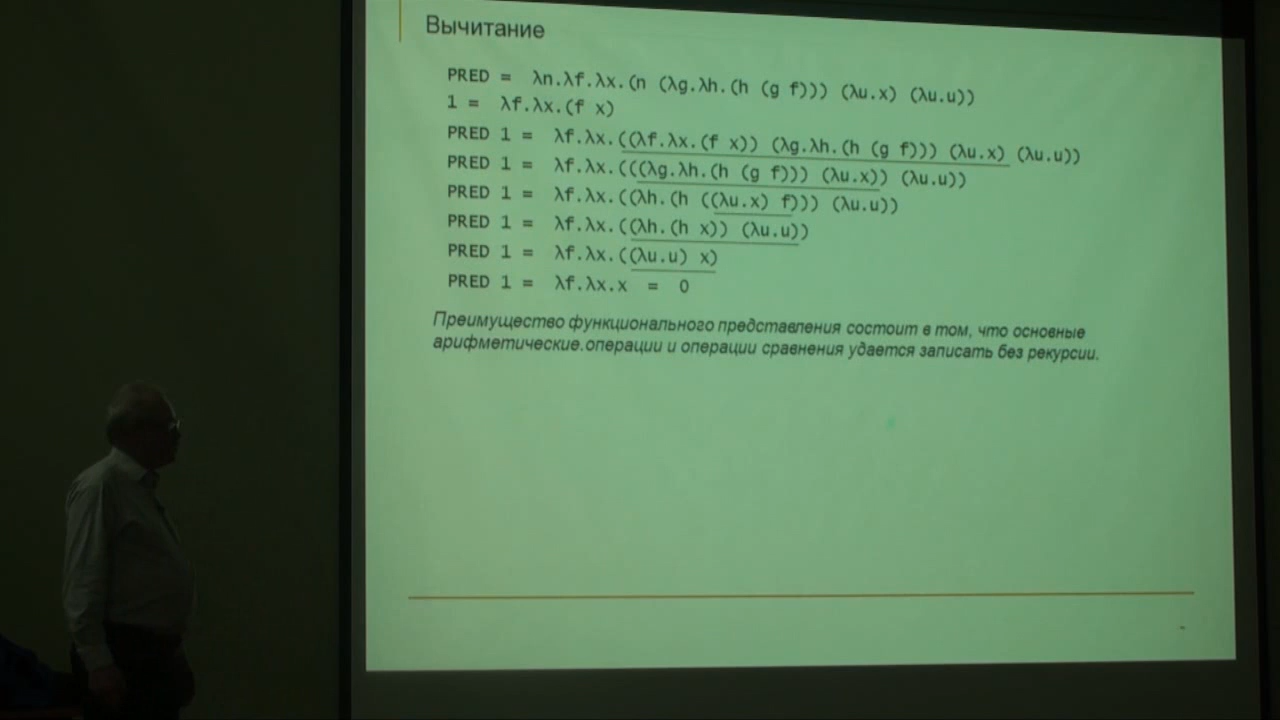 Вычитание
PRED = λn.λf.λx.(n (λg.λh.(h (g f))) (λu.x) (λu.u))
1 = λf.λx.(f x)
PRED 1 = λf.λx.((λf.λx.(f x)) (λg.λh.(h (g f))) (λu.x) (λu.u))
PRED 1 = λf.λx.(((λg.λh.(h (g f))) (λu.x)) (λu.u))
PRED 1 = λf.λx.((λh.(h ((λu.x) f))) (λu.u))
PRED 1 = λf.λx.((λh.(h x)) (λu.u))
PRED 1 = λf.λx.((λu.u) x)
PRED 1 = λf.λx.x = 0
Преимущество функционального представления состоит в том, что основные
арифметические.операции и операции сравнения удается записать без рекурсии.